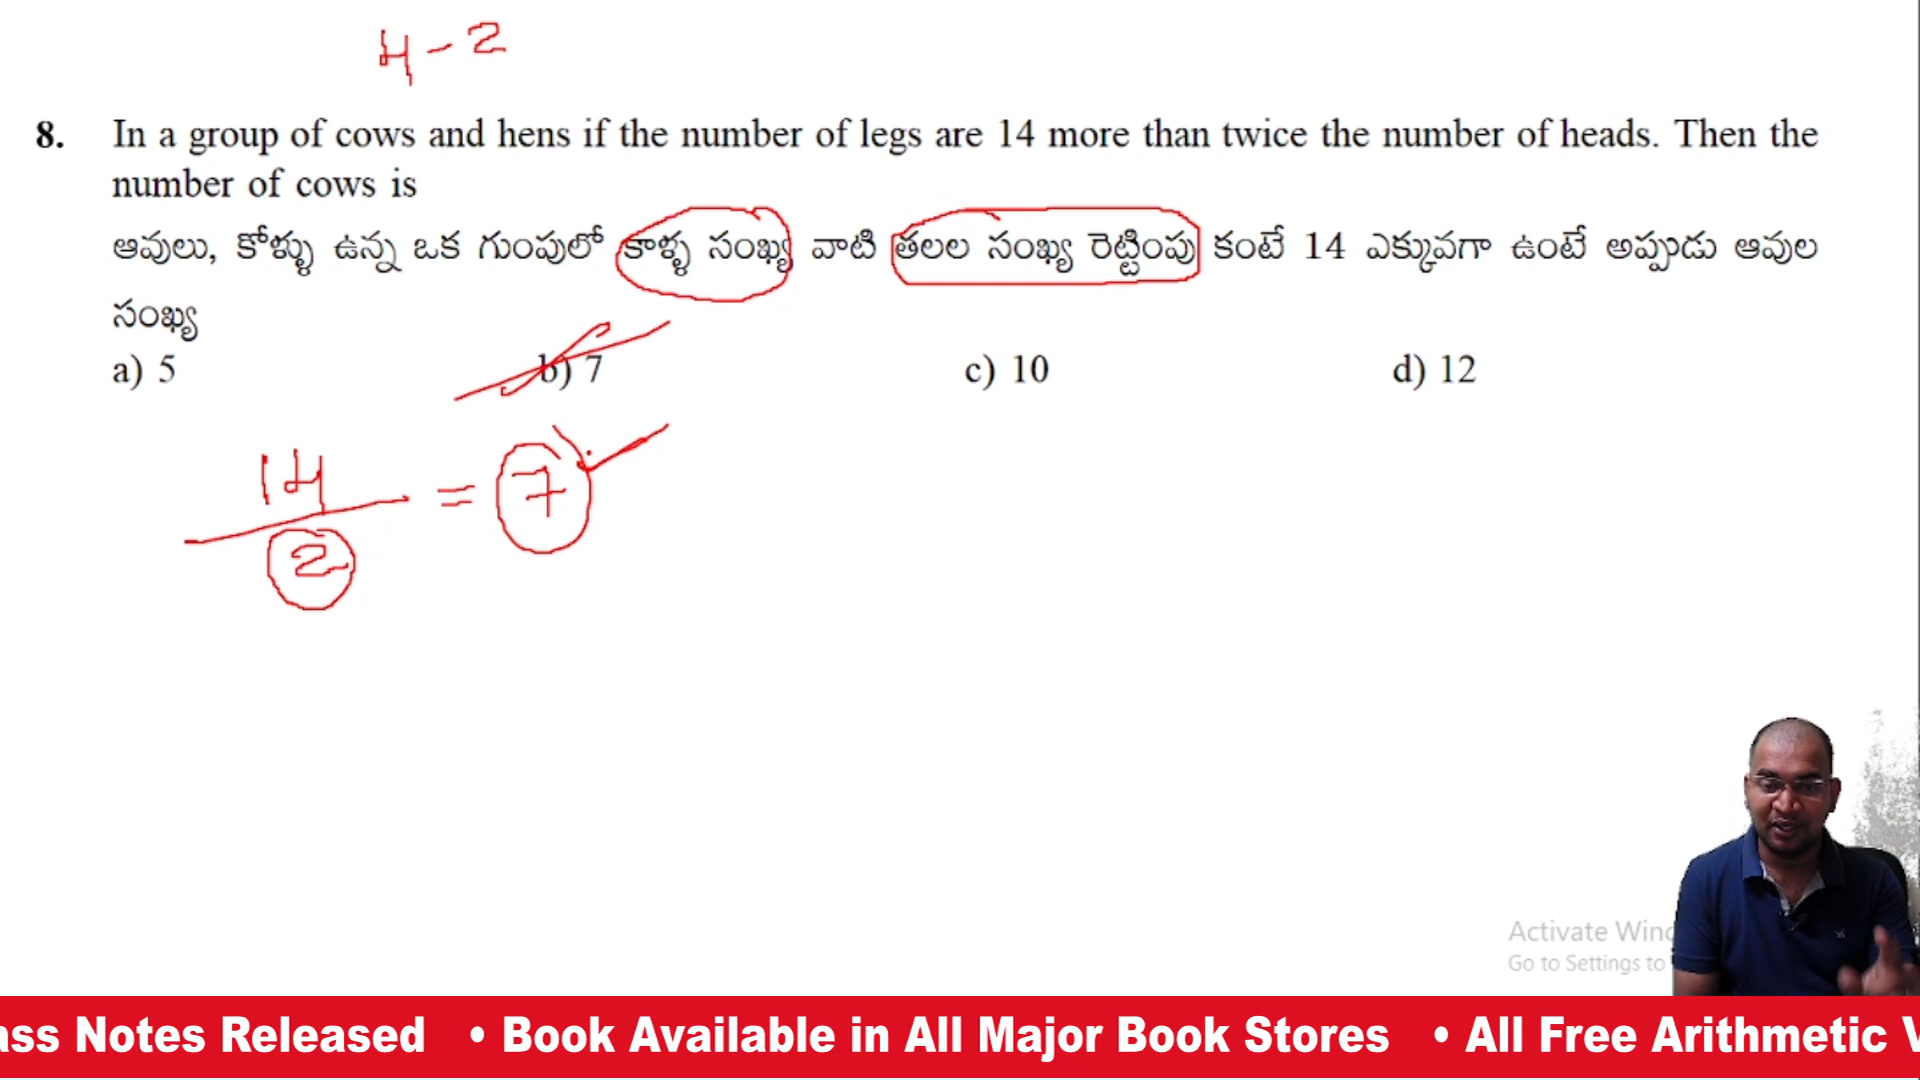 4 - 2
8. In a group of cows and hens if the number of legs are 14 more than twice the number of heads. Then the
number of cows is
ఆవులు, కోళ్ళు ఉన్న ఒక గుంపులో కాళ్ళ సంఖ్య వాటి తలల సంఖ్య రెట్టింపు కంటే 14 ఎక్కువగా ఉంటే అప్పుడు ఆవుల
సంఖ్య
a) 5 b) 7 c) 10 d) 12
14
2
= 7
Activate Wind
Go to Settings to
ass Notes Released • Book Available in All Major Book Stores • All Free Arithmetic V